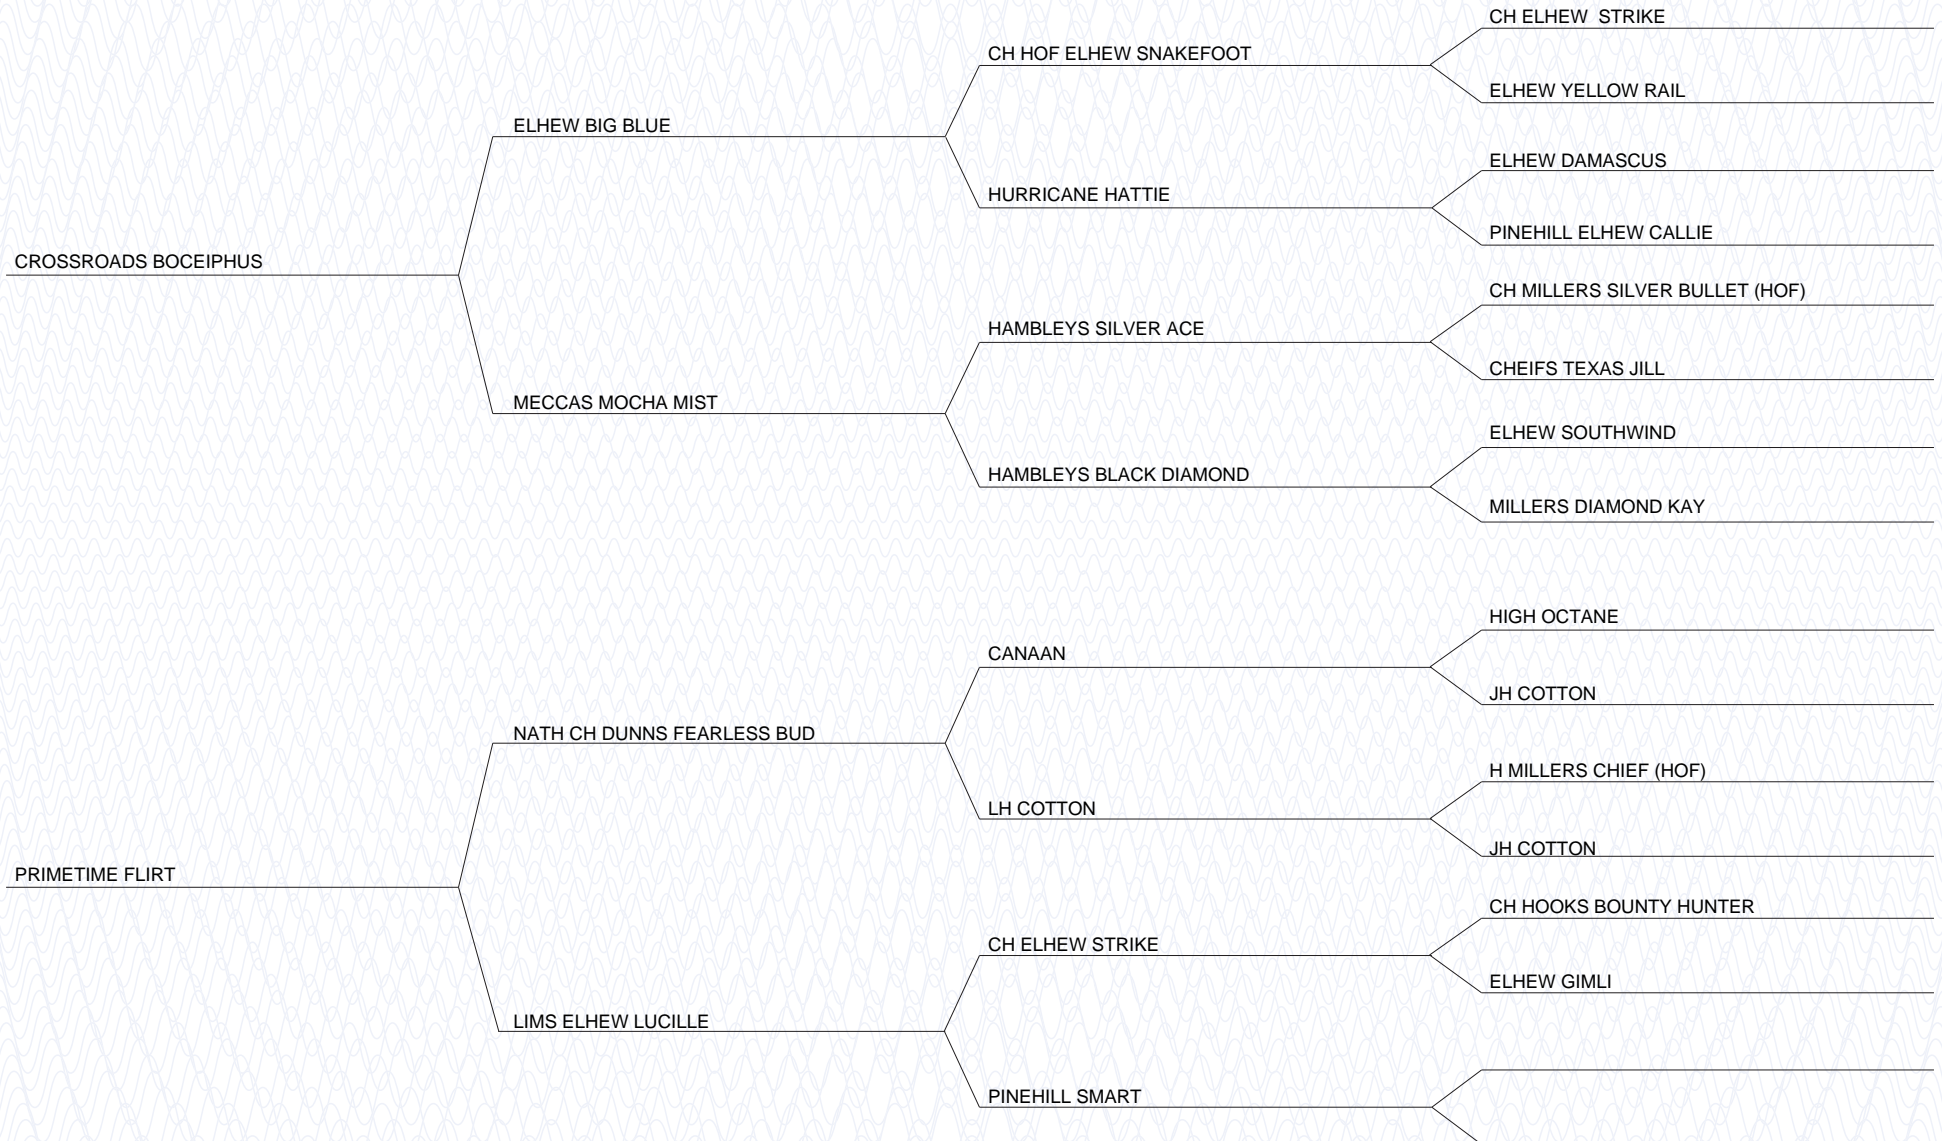 CH ELHEW  STRIKE
CH HOF ELHEW SNAKEFOOT
ELHEW YELLOW RAIL
ELHEW BIG BLUE
ELHEW DAMASCUS
HURRICANE HATTIE
PINEHILL ELHEW CALLIE
CROSSROADS BOCEIPHUS
CH MILLERS SILVER BULLET (HOF)
HAMBLEYS SILVER ACE
CHEIFS TEXAS JILL
MECCAS MOCHA MIST
ELHEW SOUTHWIND
HAMBLEYS BLACK DIAMOND
MILLERS DIAMOND KAY
HIGH OCTANE
CANAAN
JH COTTON
NATH CH DUNNS FEARLESS BUD
H MILLERS CHIEF (HOF)
LH COTTON
JH COTTON
PRIMETIME FLIRT
CH HOOKS BOUNTY HUNTER
CH ELHEW STRIKE
ELHEW GIMLI
LIMS ELHEW LUCILLE
PINEHILL SMART